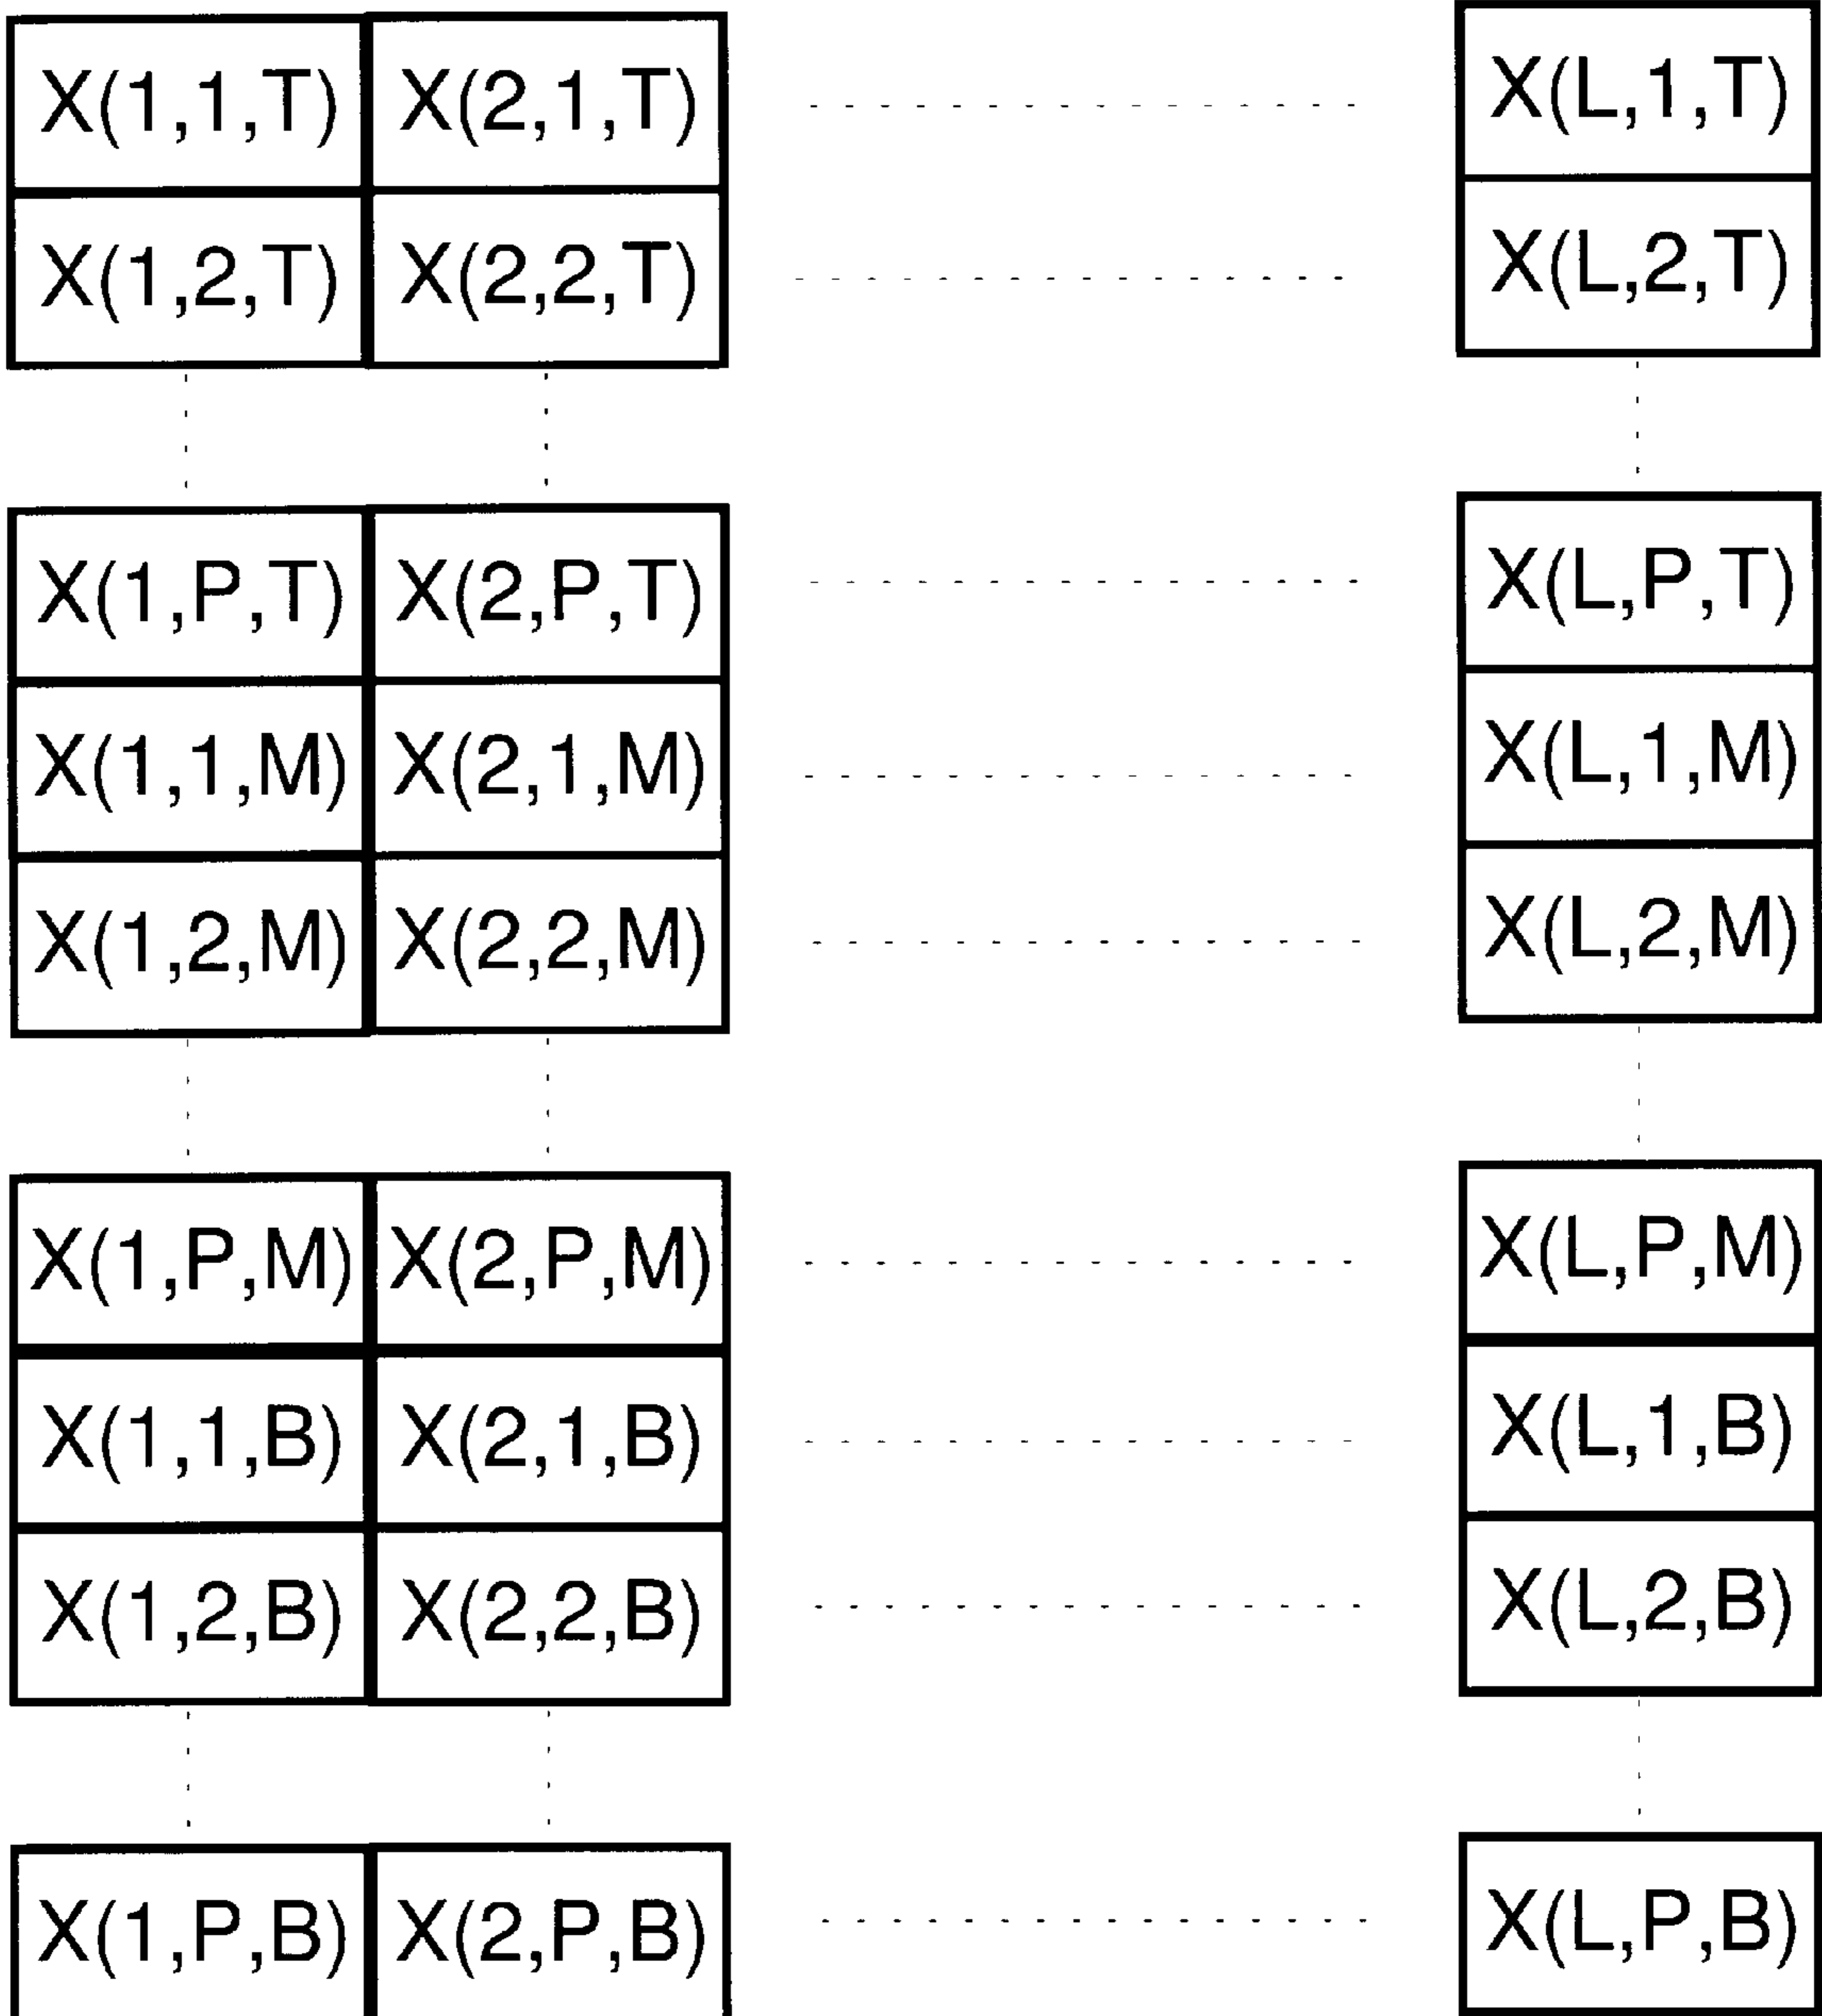 X(1,1,T) X(2,1,T) X(L,1,T)
X(1,2,T) X(2,2,T) X(L,2,T)
X(1,P,T) X(2,P,T) X(L,P,T)
X(1,1,M) X(2,1,M) X(L,1,M)
X(1,2,M) X(2,2,M) X(L,2,M)
X(1,P,M) X(2,P,M) X(L,P,M)
X(1,1,B) X(2,1,B) X(L,1,B)
X(1,2,B) X(2,2,B) X(L,2,B)
X(1,P,B) X(2,P,B) X(L,P,B)